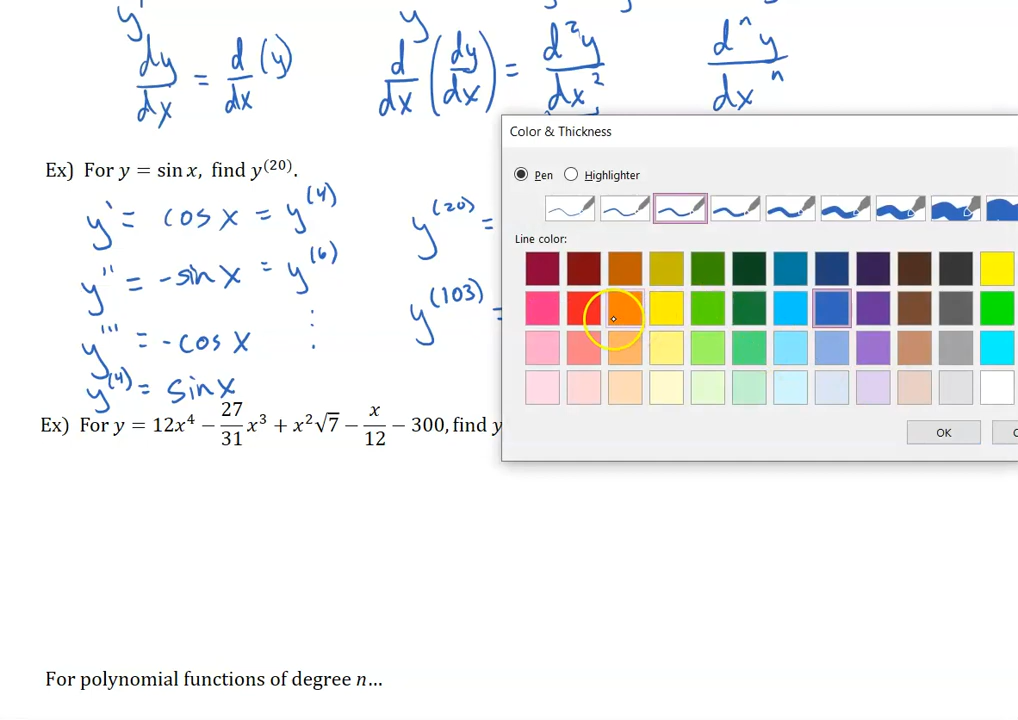 y'
y
dy/dx = d/dx (y)
d/dx (dy/dx) = d²y/dx²
dⁿy/dxⁿ
Color & Thickness
Pen
Highlighter
Line color:
OK
Ex) For y = sin x, find y⁽²⁰⁾.
y' = cos x = y⁽⁴⁾
y'' = -sin x = y⁽⁶⁾
⋮
y''' = -cos x
y⁽⁴⁾ = sin x
y⁽²⁰⁾ =
y⁽¹⁰³⁾ =
Ex) For y = 12x⁴ − 27/31 x³ + x²√7 − x/12 − 300, find y
For polynomial functions of degree n…